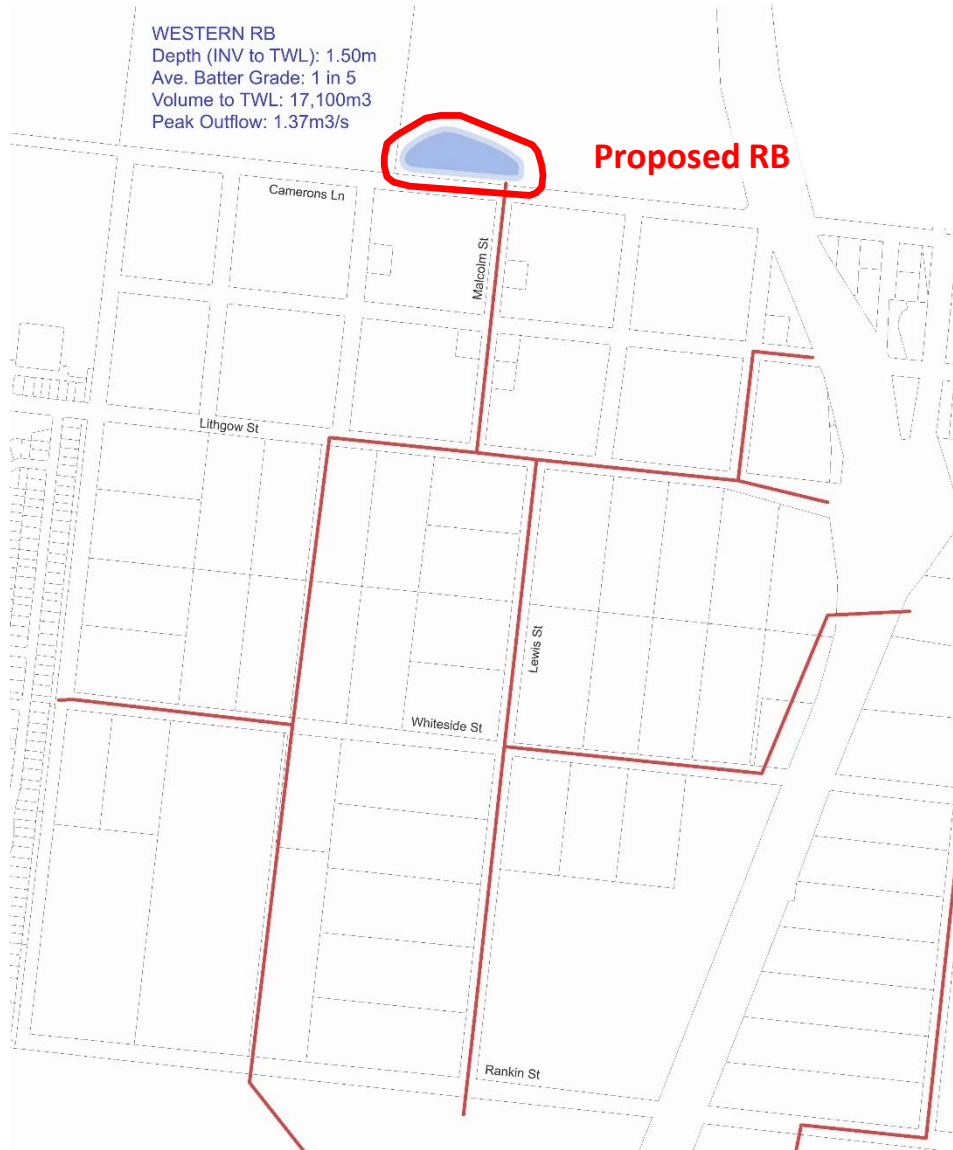 WESTERN RB
Depth (INV to TWL): 1.50m
Ave. Batter Grade: 1 in 5
Volume to TWL: 17,100m3
Peak Outflow: 1.37m3/s
Proposed RB
Camerons Ln
Malcolm St
Lithgow St
Lewis St
Whiteside St
Rankin St